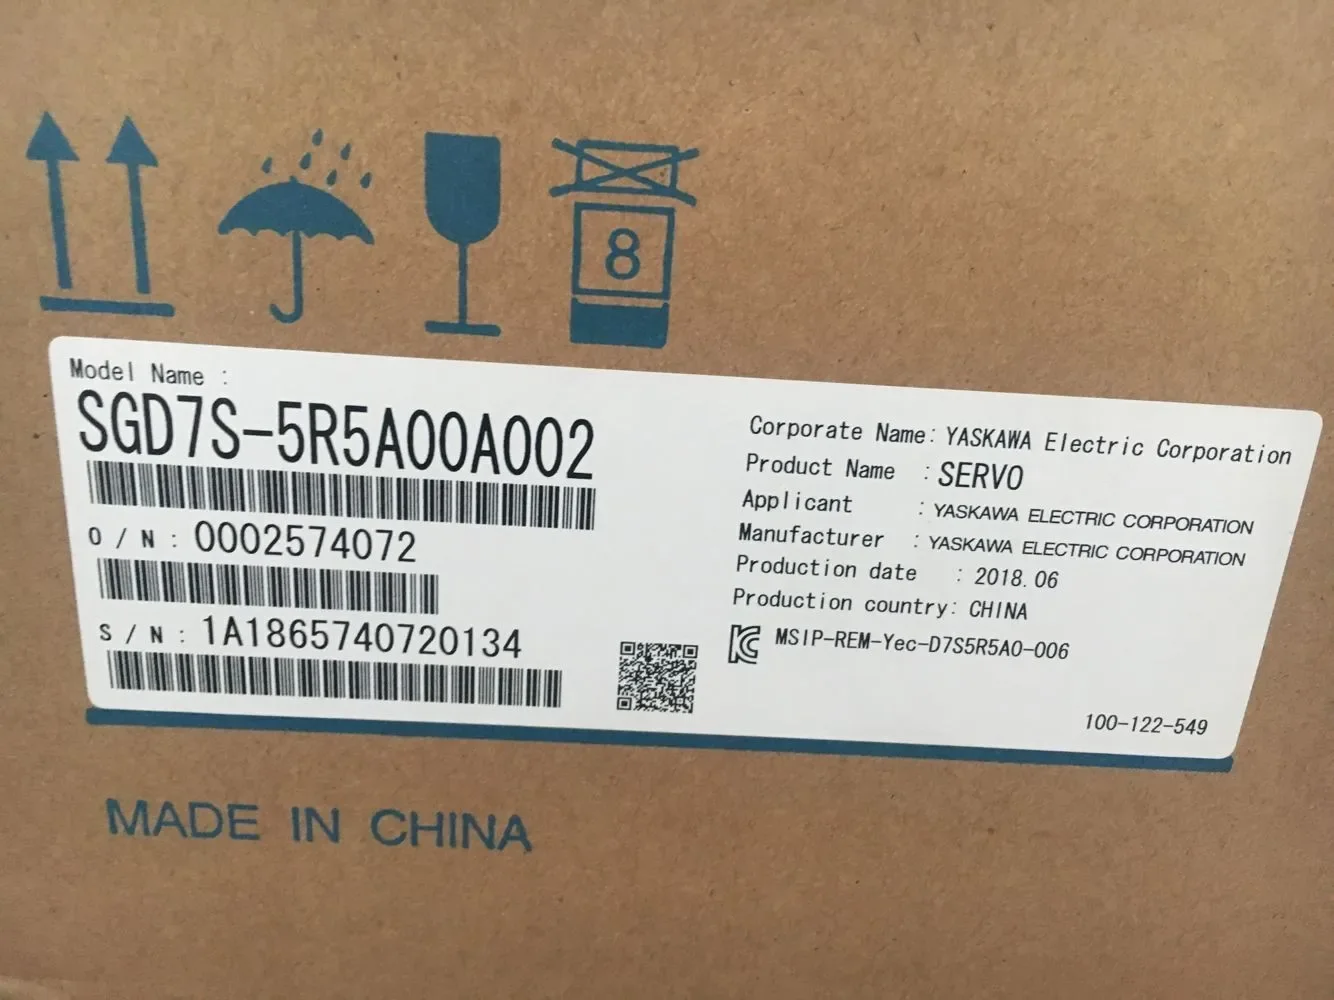 8
Model Name :
SGD7S-5R5A00A002
O / N : 0002574072
S / N : 1A1865740720134
Corporate Name: YASKAWA Electric Corporation
Product Name : SERVO
Applicant : YASKAWA ELECTRIC CORPORATION
Manufacturer : YASKAWA ELECTRIC CORPORATION
Production date : 2018.06
Production country: CHINA
MSIP-REM-Yec-D7S5R5A0-006
100-122-549
MADE IN CHINA